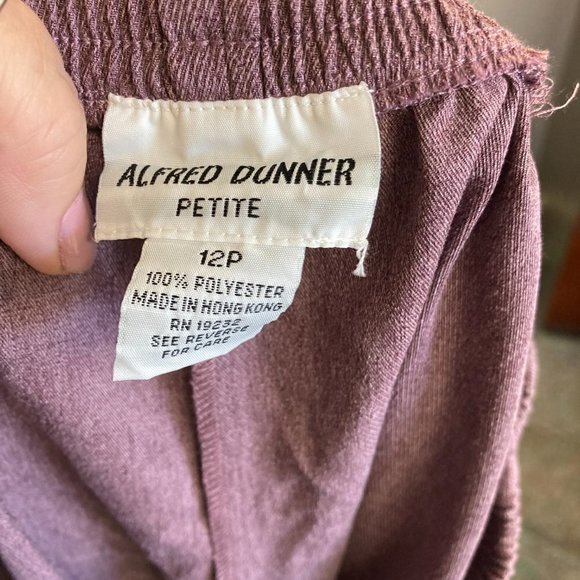 ALFRED DUNNER
PETITE
12P
100% POLYESTER
MADE IN HONG KONG
RN 19232
SEE REVERSE
FOR CARE